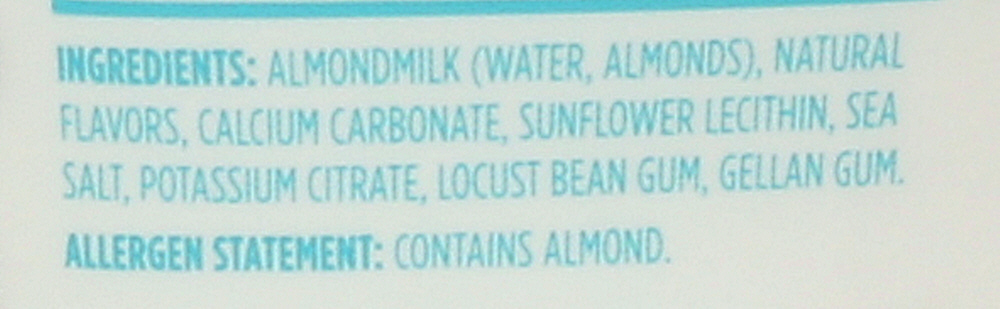 INGREDIENTS: ALMONDMILK (WATER, ALMONDS), NATURAL
FLAVORS, CALCIUM CARBONATE, SUNFLOWER LECITHIN, SEA
SALT, POTASSIUM CITRATE, LOCUST BEAN GUM, GELLAN GUM.
ALLERGEN STATEMENT: CONTAINS ALMOND.